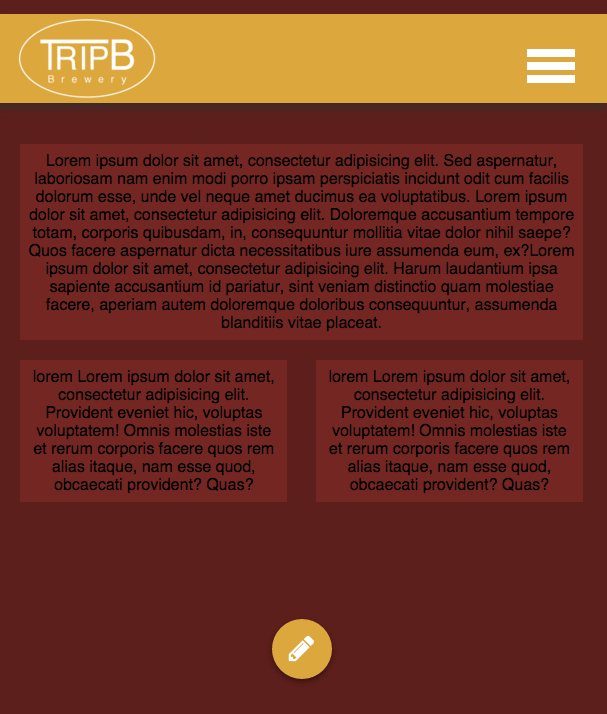 TRIPB
Brewery
Lorem ipsum dolor sit amet, consectetur adipisicing elit. Sed aspernatur,
laboriosam nam enim modi porro ipsam perspiciatis incidunt odit cum facilis
dolorum esse, unde vel neque amet ducimus ea voluptatibus. Lorem ipsum
dolor sit amet, consectetur adipisicing elit. Doloremque accusantium tempore
totam, corporis quibusdam, in, consequuntur mollitia vitae dolor nihil saepe?
Quos facere aspernatur dicta necessitatibus iure assumenda eum, ex?Lorem
ipsum dolor sit amet, consectetur adipisicing elit. Harum laudantium ipsa
sapiente accusantium id pariatur, sint veniam distinctio quam molestiae
facere, aperiam autem doloremque doloribus consequuntur, assumenda
blanditiis vitae placeat.
lorem Lorem ipsum dolor sit amet,
consectetur adipisicing elit.
Provident eveniet hic, voluptas
voluptatem! Omnis molestias iste
et rerum corporis facere quos rem
alias itaque, nam esse quod,
obcaecati provident? Quas?
lorem Lorem ipsum dolor sit amet,
consectetur adipisicing elit.
Provident eveniet hic, voluptas
voluptatem! Omnis molestias iste
et rerum corporis facere quos rem
alias itaque, nam esse quod,
obcaecati provident? Quas?